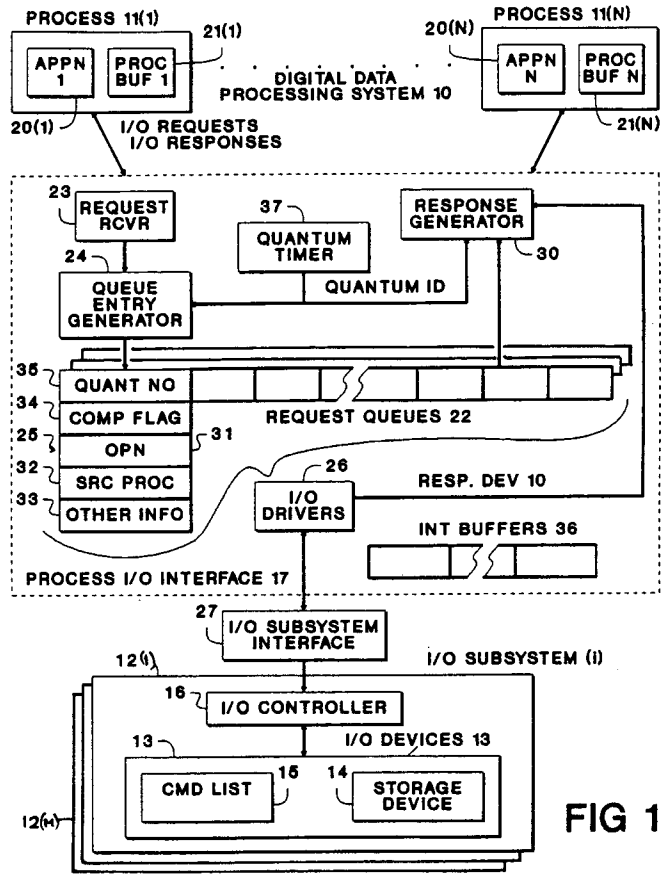 PROCESS 11(1)
PROCESS 11(N)
21(1)
20(N)
APPN
1
PROC
BUF 1
APPN
N
PROC
BUF N
DIGITAL DATA
PROCESSING SYSTEM 10
20(1)
21(N)
I/O REQUESTS
I/O RESPONSES
23
REQUEST
RCVR
37
QUANTUM
TIMER
RESPONSE
GENERATOR
30
24
QUEUE
ENTRY
GENERATOR
QUANTUM ID
35
QUANT NO
34
COMP FLAG
REQUEST QUEUES 22
25
OPN
31
32
SRC PROC
33
OTHER INFO
26
I/O
DRIVERS
RESP. DEV 10
INT BUFFERS 36
PROCESS I/O INTERFACE 17
27
I/O SUBSYSTEM
INTERFACE
12(i)
I/O SUBSYSTEM (i)
16
I/O CONTROLLER
13
I/O DEVICES 13
CMD LIST
15
14
STORAGE
DEVICE
12(M)
FIG 1